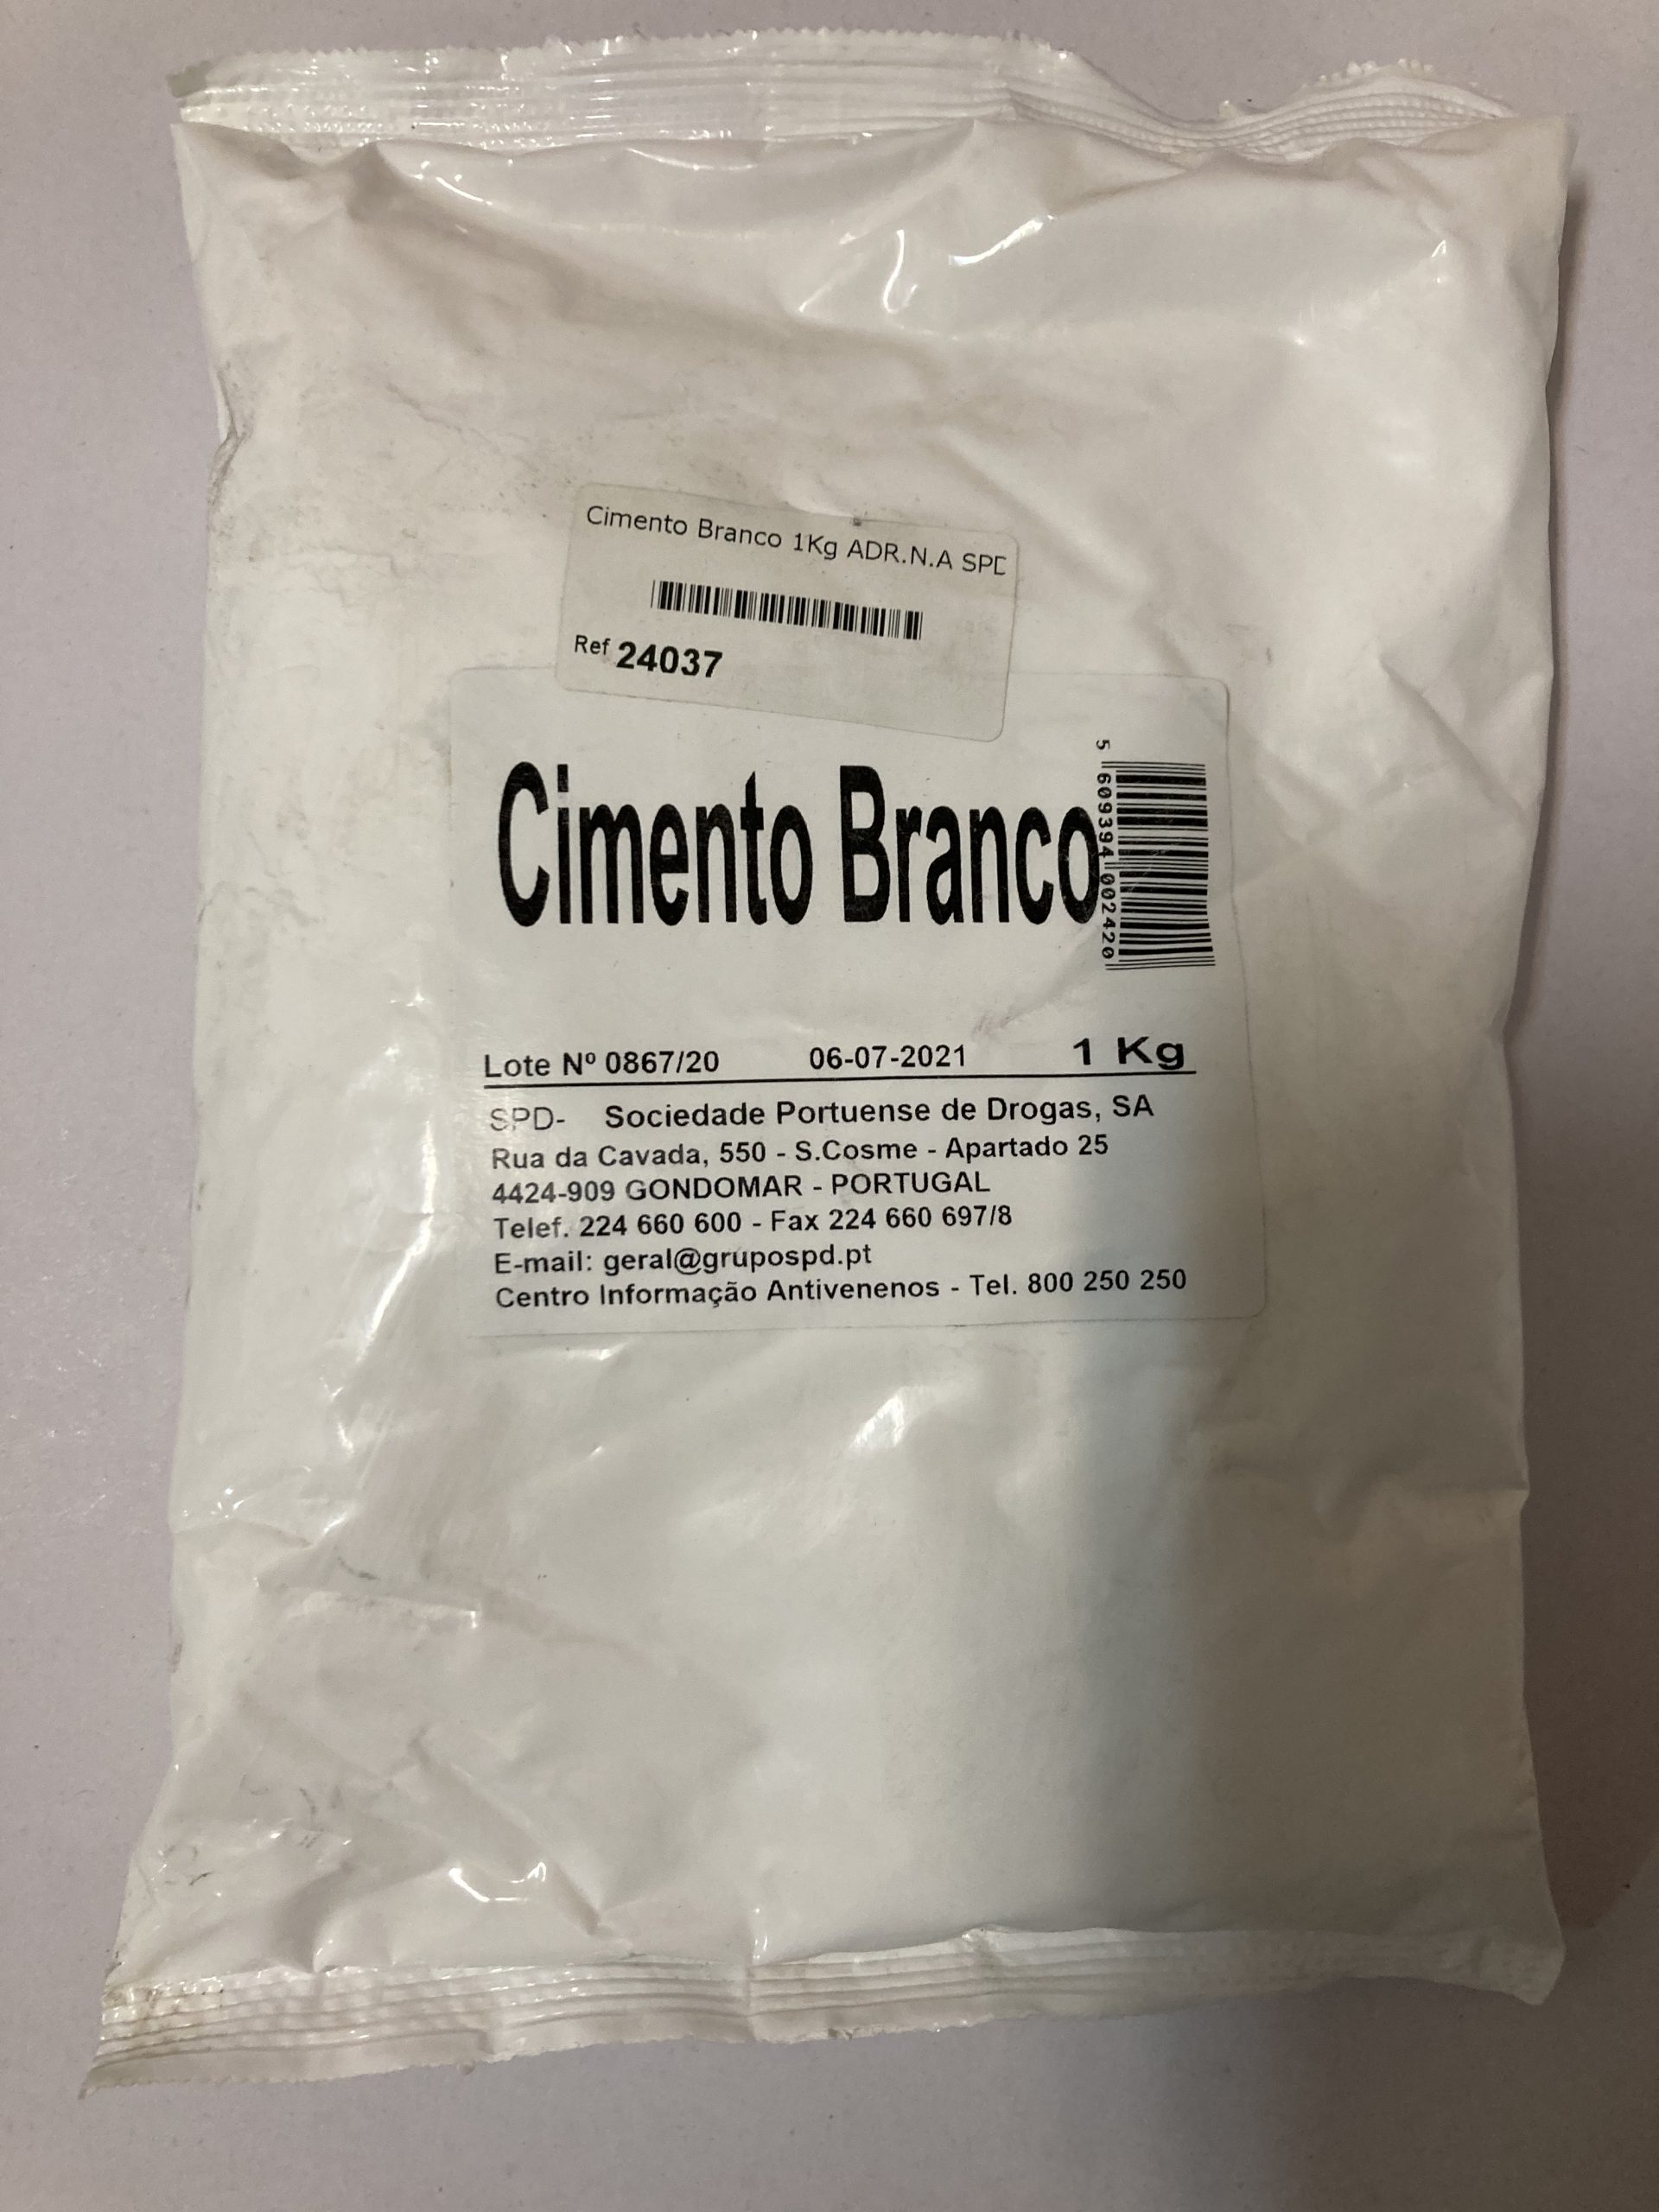 Cimento Branco 1Kg ADR.N.A SPD
Ref 24037
Cimento Branco
5 609394 002420
Lote Nº 0867/20 06-07-2021 1 Kg
SPD- Sociedade Portuense de Drogas, SA
Rua da Cavada, 550 - S.Cosme - Apartado 25
4424-909 GONDOMAR - PORTUGAL
Telef. 224 660 600 - Fax 224 660 697/8
E-mail: geral@grupospd.pt
Centro Informação Antivenenos - Tel. 800 250 250